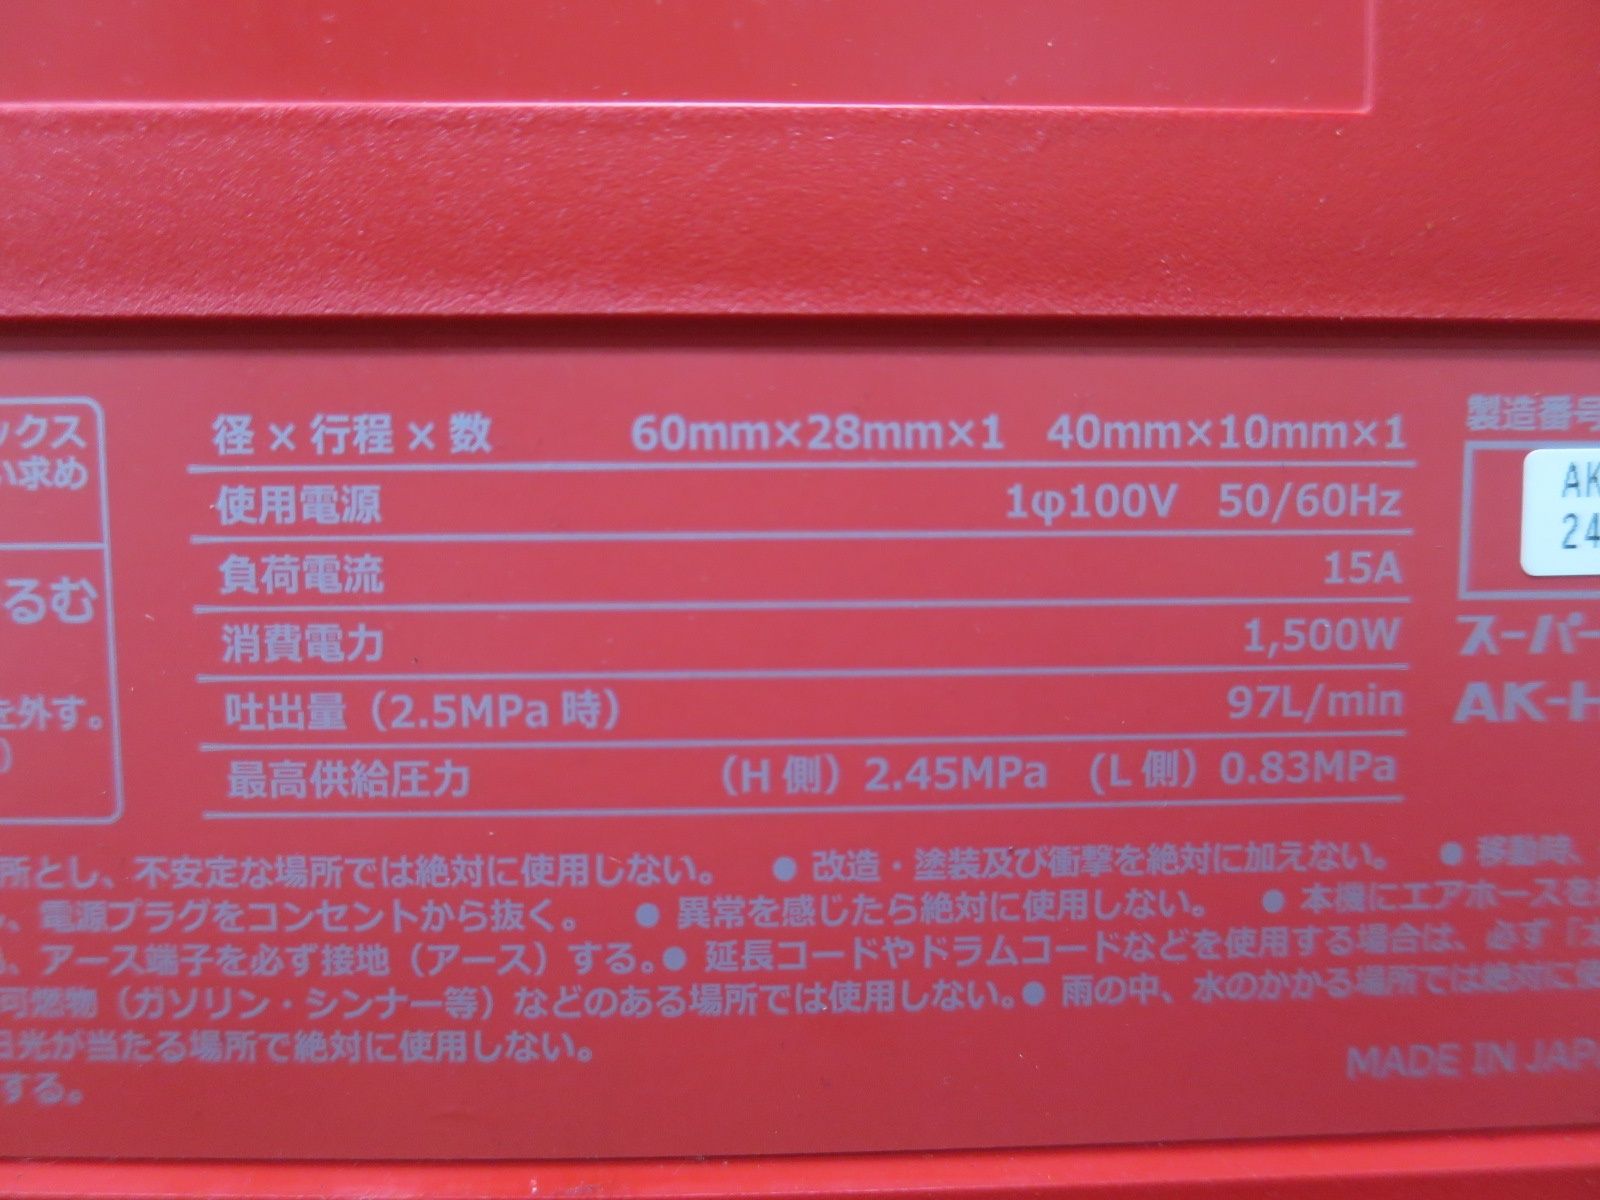 ックス
い求め
るむ
を外す。
径×行程×数 60mm×28mm×1 40mm×10mm×1
使用電源 1φ100V 50/60Hz
負荷電流 15A
消費電力 1,500W
吐出量（2.5MPa時） 97L/min
最高供給圧力 （H側）2.45MPa （L側）0.83MPa
製造番号
AK
24
スーパー
AK-H
所とし、不安定な場所では絶対に使用しない。 ●改造・塗装及び衝撃を絶対に加えない。 ●移動時、
、電源プラグをコンセントから抜く。 ●異常を感じたら絶対に使用しない。 ●本機にエアホースを
、アース端子を必ず接地（アース）する。●延長コードやドラムコードなどを使用する場合は、必ず「
可燃物（ガソリン・シンナー等）などのある場所では使用しない。●雨の中、水のかかる場所では絶対に使
日光が当たる場所で絶対に使用しない。
する。
MADE IN JAPA